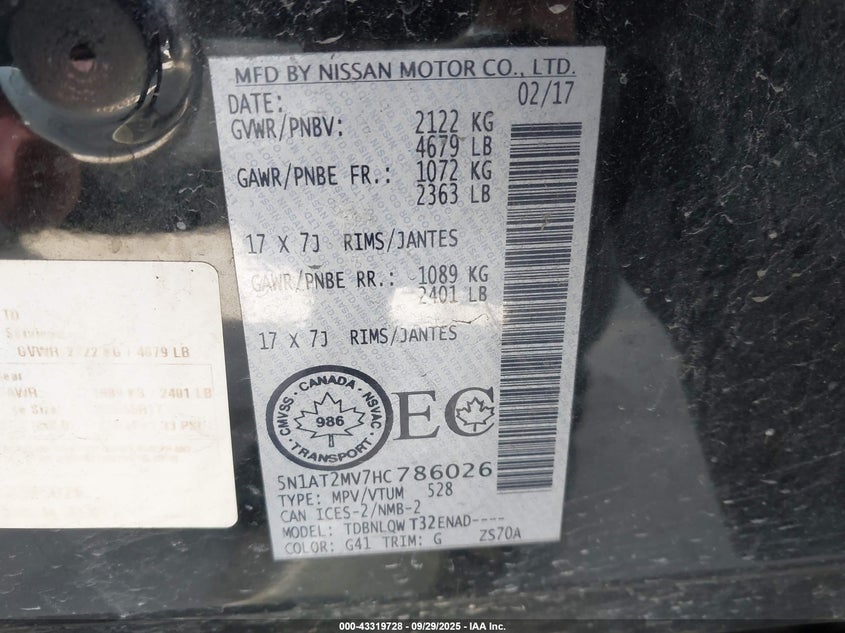 MFD BY NISSAN MOTOR CO., LTD.
DATE: 02/17
GVWR/PNBV: 2122 KG
4679 LB
GAWR/PNBE FR.: 1072 KG
2363 LB
17 X 7J RIMS/JANTES
GAWR/PNBE RR.: 1089 KG
2401 LB
17 X 7J RIMS/JANTES
CANADA
CMVSS NSVAC
986
TRANSPORT
EC
5N1AT2MV7HC786026
TYPE: MPV/VTUM 528
CAN ICES-2/NMB-2
MODEL: TDBNLQW T32ENAD----
COLOR: G41 TRIM: G ZS70A
GVWR 2122 KG 4679 LB
2401 LB
000-43319728 - 09/29/2025 - IAA Inc.